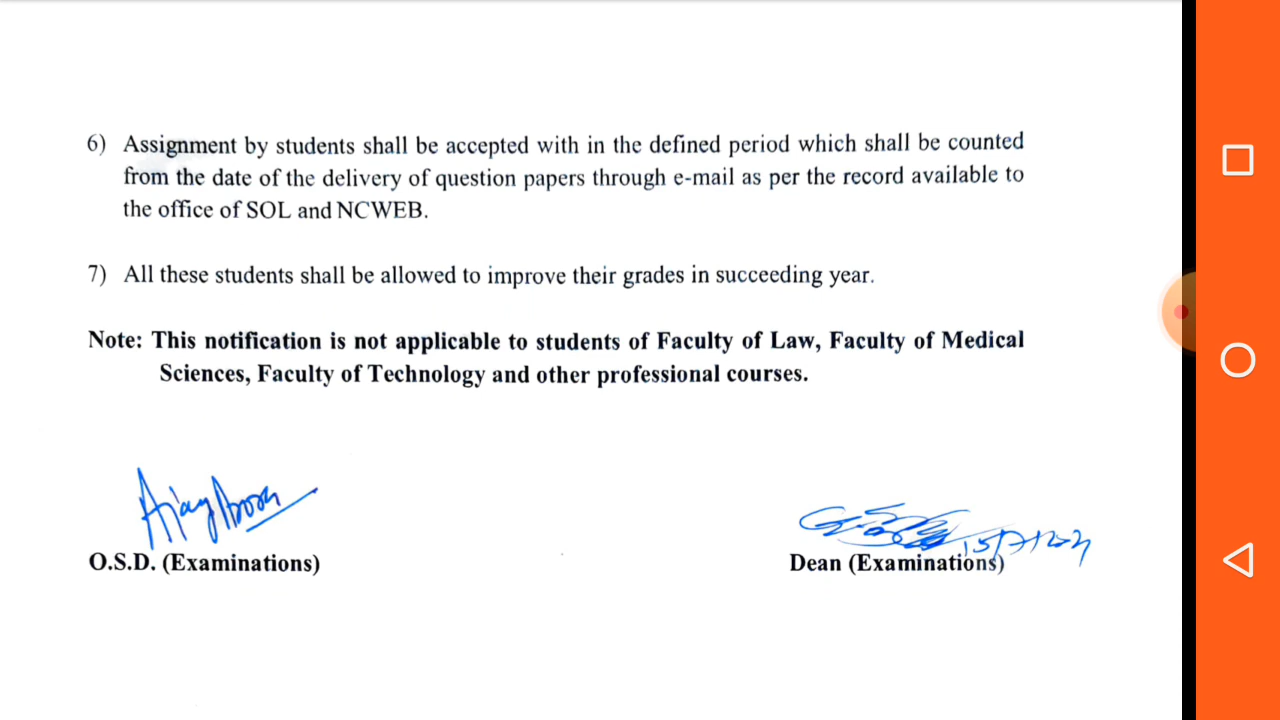 6) Assignment by students shall be accepted with in the defined period which shall be counted
from the date of the delivery of question papers through e-mail as per the record available to
the office of SOL and NCWEB.
7) All these students shall be allowed to improve their grades in succeeding year.
Note: This notification is not applicable to students of Faculty of Law, Faculty of Medical
Sciences, Faculty of Technology and other professional courses.
O.S.D. (Examinations)
Dean (Examinations)